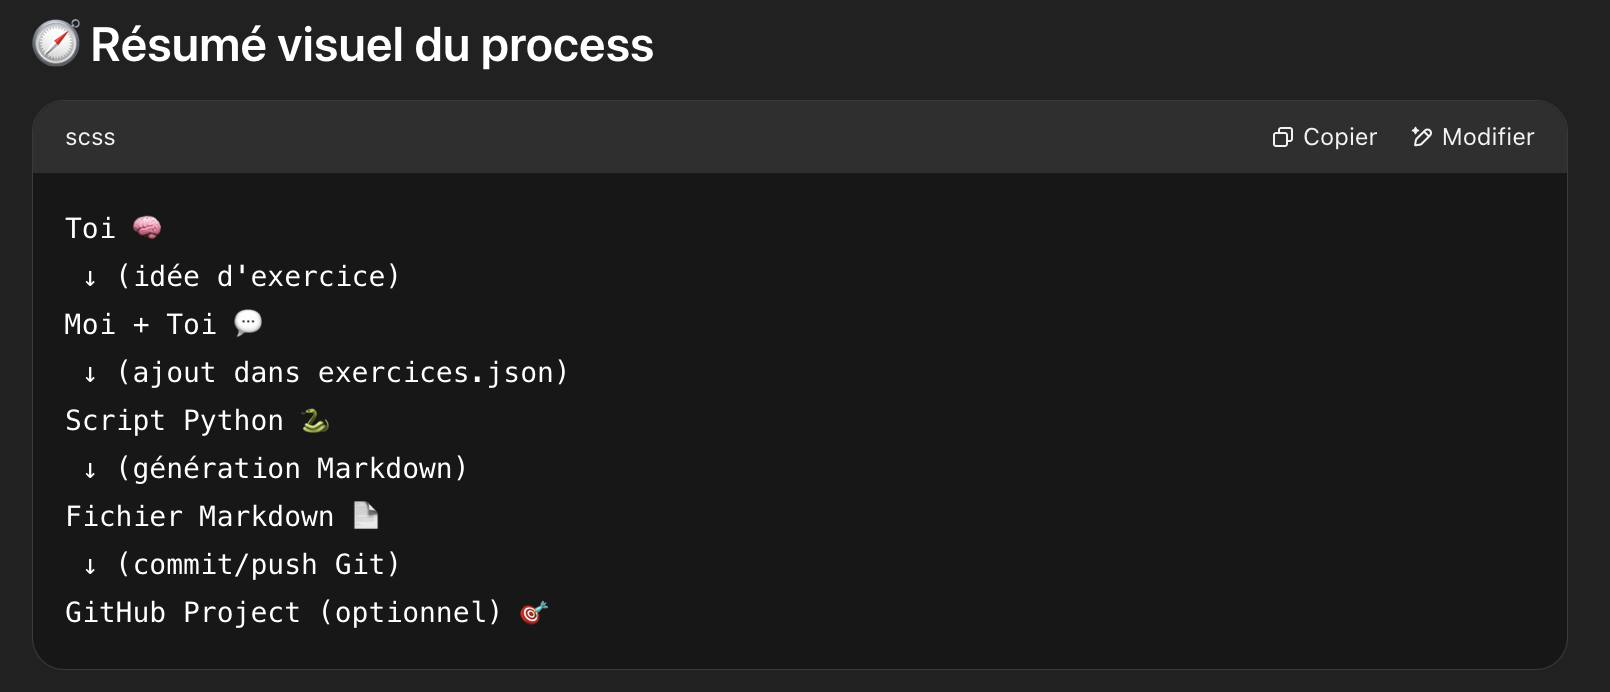 🧭 Résumé visuel du process
scss
Copier
Modifier
Toi 🧠
↓ (idée d'exercice)
Moi + Toi 💬
↓ (ajout dans exercices.json)
Script Python 🐍
↓ (génération Markdown)
Fichier Markdown 📄
↓ (commit/push Git)
GitHub Project (optionnel) 🎯